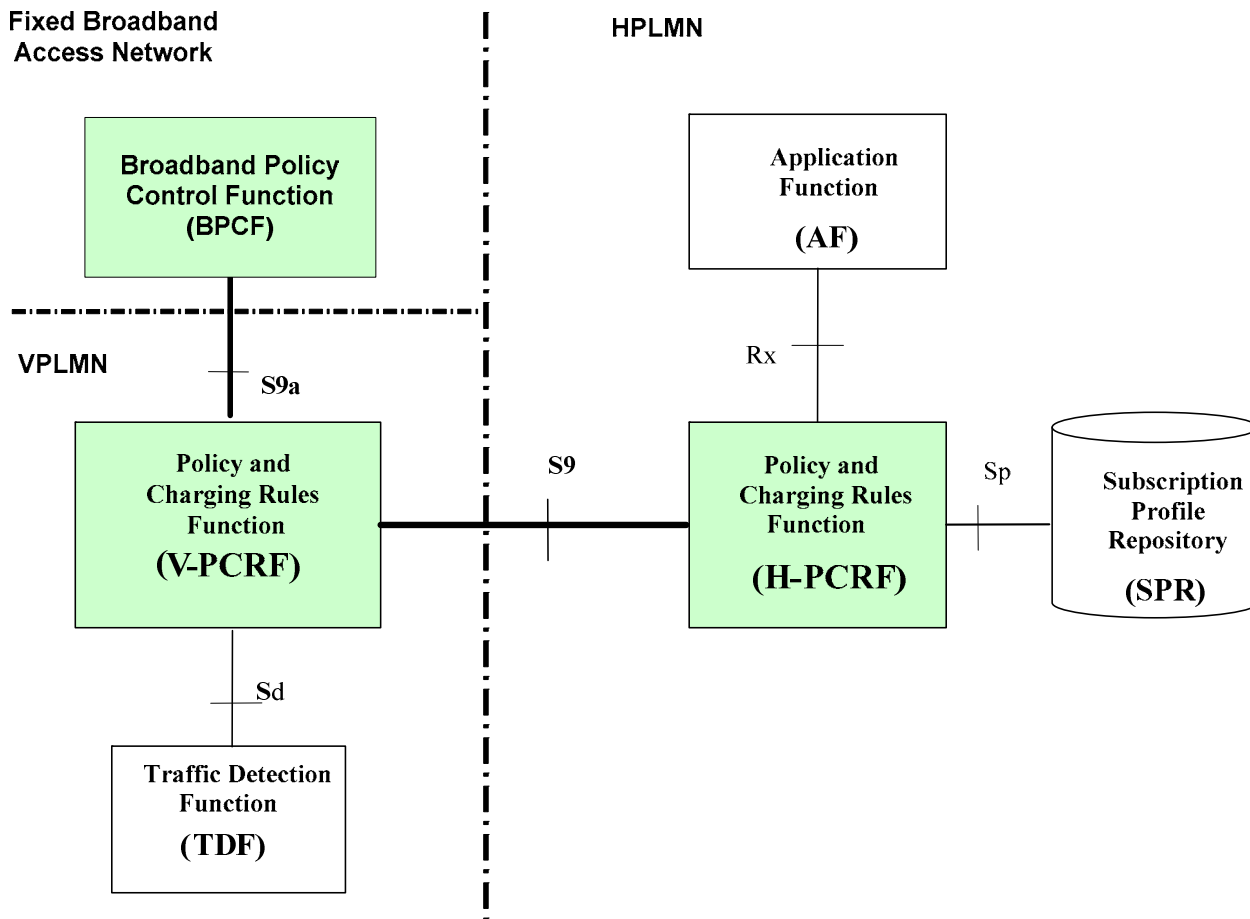 Fixed Broadband
Access Network
HPLMN
Broadband Policy
Control Function
(BPCF)
Application
Function
(AF)
VPLMN
S9a
Rx
Policy and
Charging Rules
Function
(V-PCRF)
S9
Policy and
Charging Rules
Function
(H-PCRF)
Sp
Subscription
Profile
Repository
(SPR)
Sd
Traffic Detection
Function
(TDF)